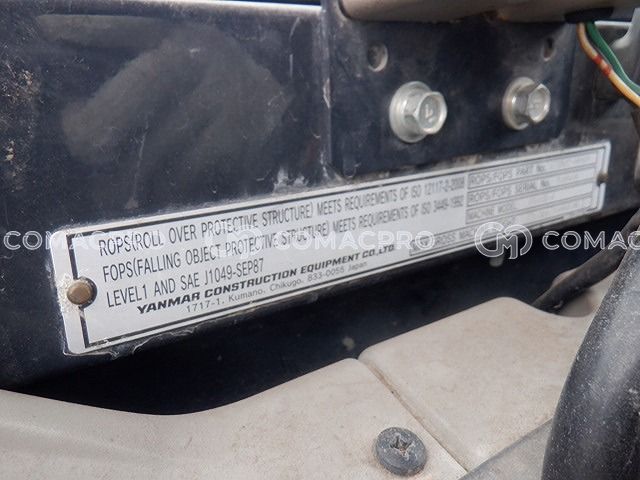 ROPS(ROLL OVER PROTECTIVE STRUCTURE) MEETS REQUIREMENTS OF ISO 12117-2-2008
FOPS(FALLING OBJECT PROTECTIVE STRUCTURE) MEETS REQUIREMENTS OF ISO 3449-1992
LEVEL1 AND SAE J1049-SEP87
YANMAR CONSTRUCTION EQUIPMENT CO.,LTD.
1717-1, Kumano, Chikugo, 833-0055 Japan
ROPS/FOPS PART No.
ROPS/FOPS SERIAL No.
MACHINE
GROSS
COMACPRO
COMACPRO
COMACPRO